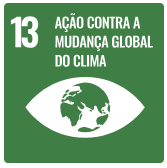 13 AÇÃO CONTRA A
MUDANÇA GLOBAL
DO CLIMA